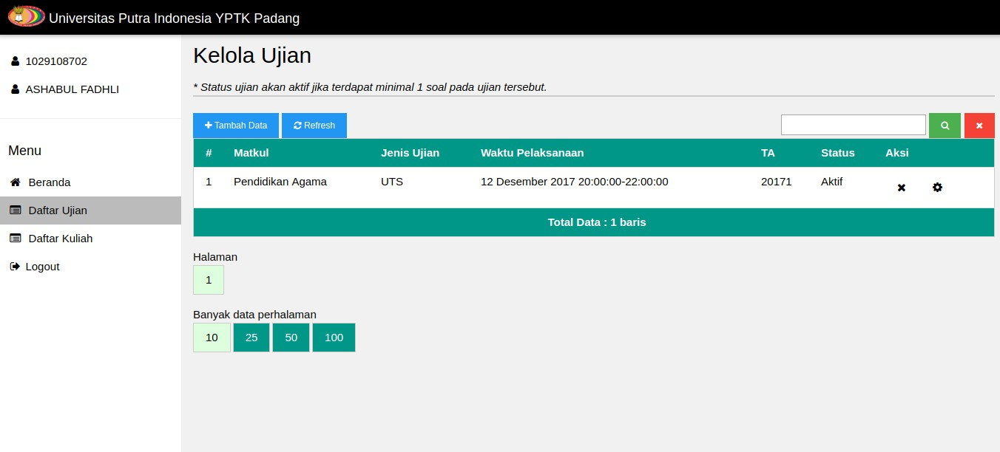 Universitas Putra Indonesia YPTK Padang
1029108702
ASHABUL FADHLI
Menu
Beranda
Daftar Ujian
Daftar Kuliah
Logout
Kelola Ujian
* Status ujian akan aktif jika terdapat minimal 1 soal pada ujian tersebut.
Tambah Data Refresh
# Matkul Jenis Ujian Waktu Pelaksanaan TA Status Aksi
1 Pendidikan Agama UTS 12 Desember 2017 20:00:00-22:00:00 20171 Aktif
Total Data : 1 baris
Halaman
1
Banyak data perhalaman
10 25 50 100